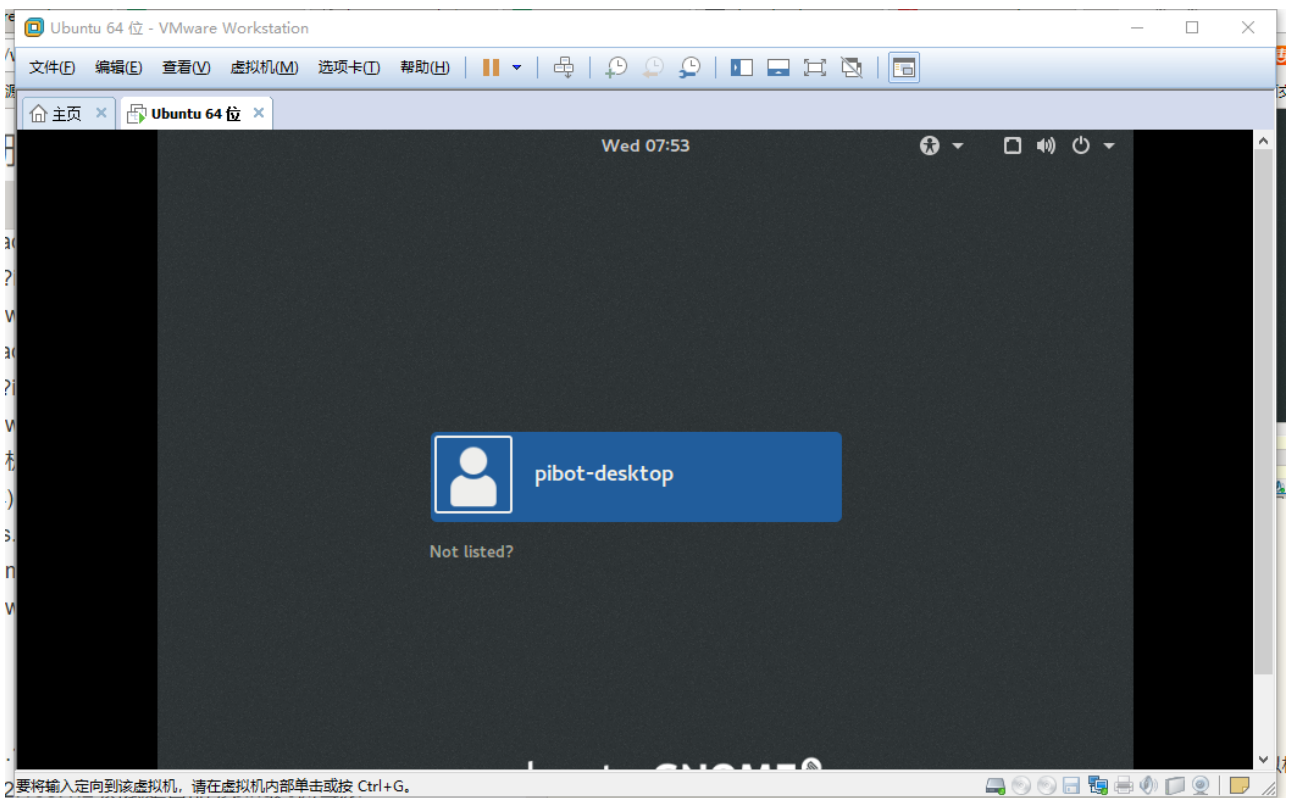 Ubuntu 64 位 - VMware Workstation
文件(F) 编辑(E) 查看(V) 虚拟机(M) 选项卡(T) 帮助(H)
主页 Ubuntu 64 位
Wed 07:53
pibot-desktop
Not listed?
GNOME
要将输入定向到该虚拟机，请在虚拟机内部单击或按 Ctrl+G。